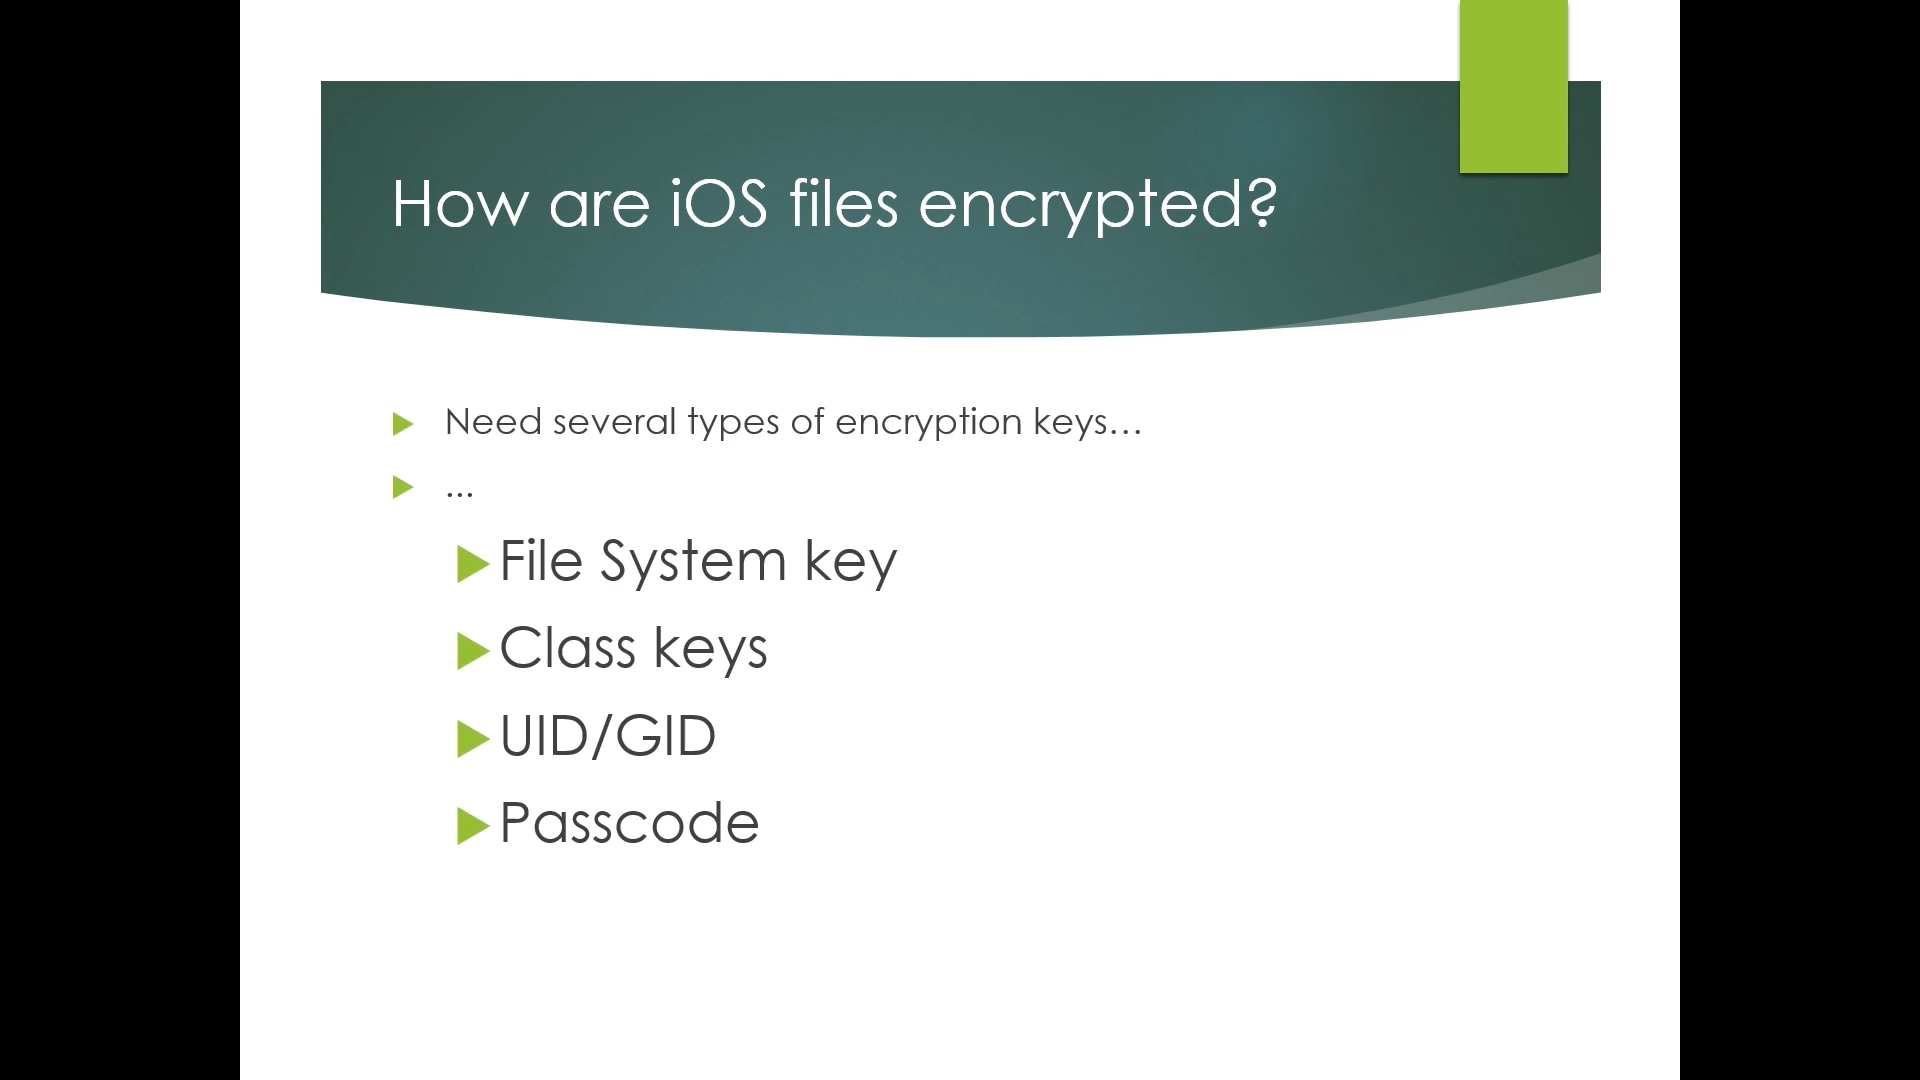 How are iOS files encrypted?
Need several types of encryption keys…
...
File System key
Class keys
UID/GID
Passcode